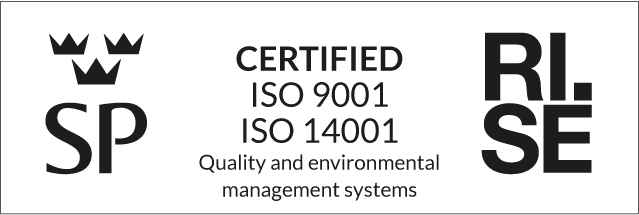 SP
CERTIFIED
ISO 9001
ISO 14001
Quality and environmental
management systems
RI.
SE